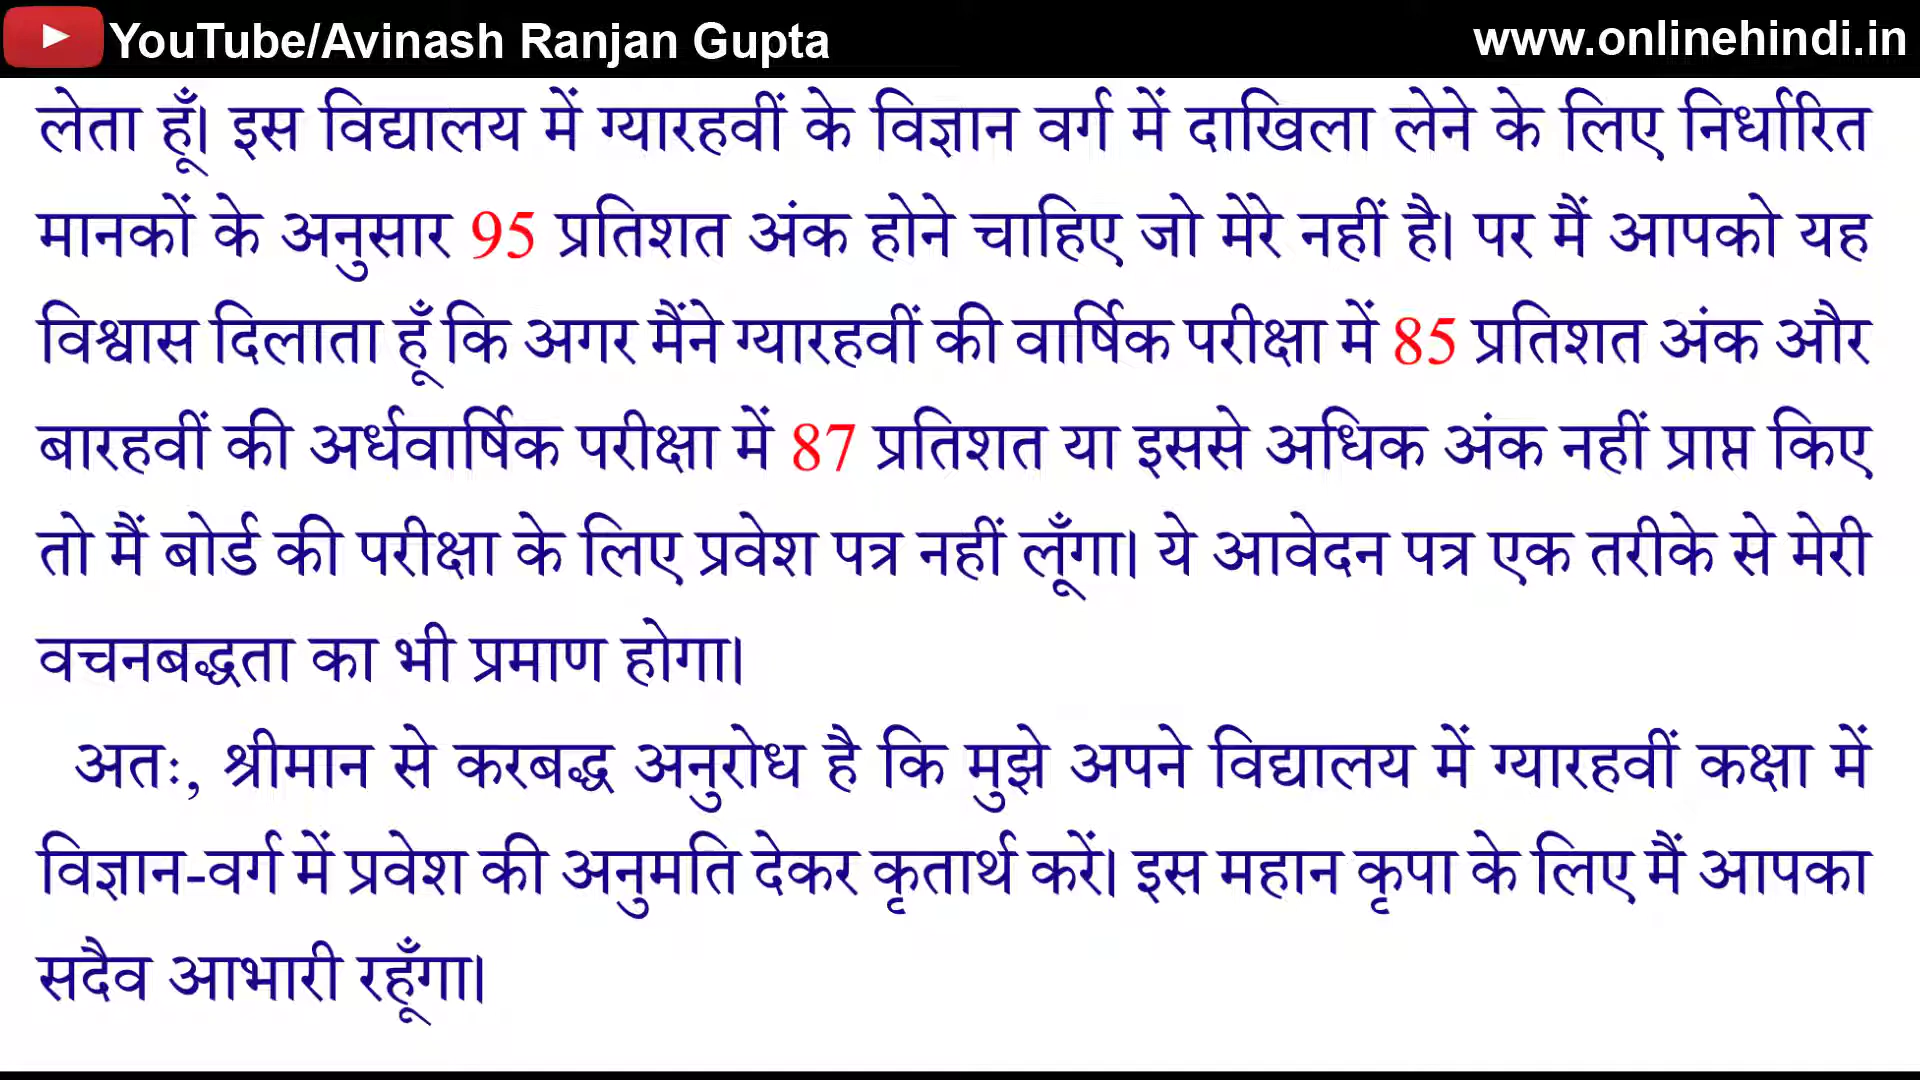 YouTube/Avinash Ranjan Gupta
www.onlinehindi.in
लेता हूँ। इस विद्यालय में ग्यारहवीं के विज्ञान वर्ग में दाखिला लेने के लिए निर्धारित
मानकों के अनुसार 95 प्रतिशत अंक होने चाहिए जो मेरे नहीं है। पर मैं आपको यह
विश्वास दिलाता हूँ कि अगर मैंने ग्यारहवीं की वार्षिक परीक्षा में 85 प्रतिशत अंक और
बारहवीं की अर्धवार्षिक परीक्षा में 87 प्रतिशत या इससे अधिक अंक नहीं प्राप्त किए
तो मैं बोर्ड की परीक्षा के लिए प्रवेश पत्र नहीं लूँगा। ये आवेदन पत्र एक तरीके से मेरी
वचनबद्धता का भी प्रमाण होगा।
अतः, श्रीमान से करबद्ध अनुरोध है कि मुझे अपने विद्यालय में ग्यारहवीं कक्षा में
विज्ञान-वर्ग में प्रवेश की अनुमति देकर कृतार्थ करें। इस महान कृपा के लिए मैं आपका
सदैव आभारी रहूँगा।